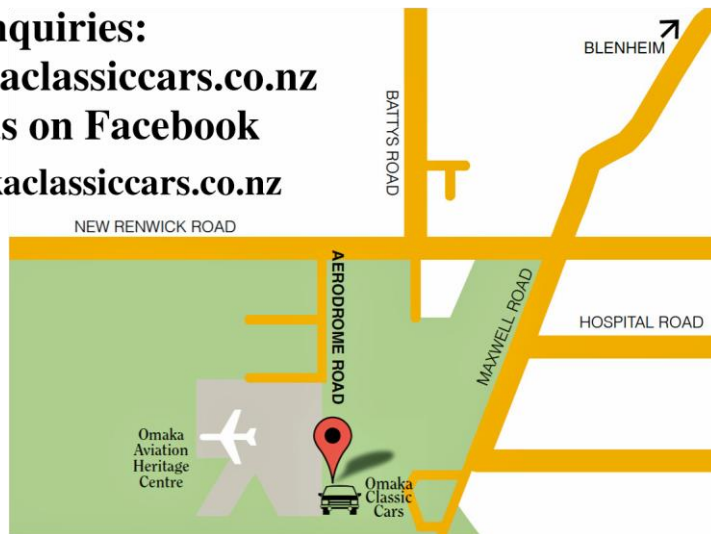 nquiries:
aclassiccars.co.nz
s on Facebook
kaclassiccars.co.nz
BLENHEIM
BATTYS ROAD
NEW RENWICK ROAD
AERODROME ROAD
MAXWELL ROAD
HOSPITAL ROAD
Omaka
Aviation
Heritage
Centre
Omaka
Classic
Cars